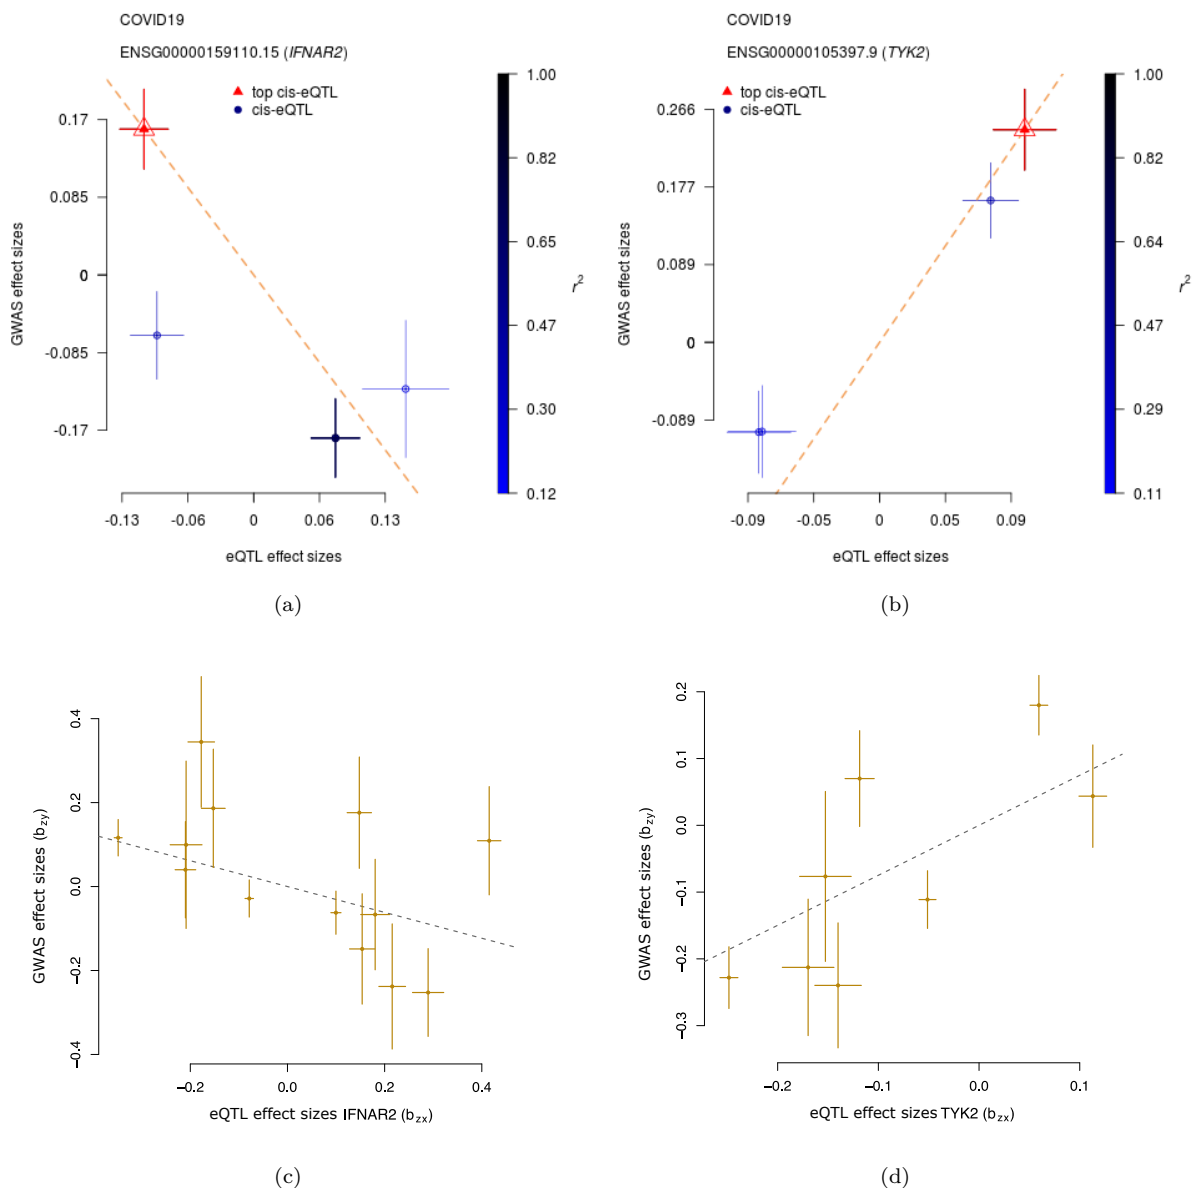 COVID19
ENSG00000159110.15 (IFNAR2)
top cis-eQTL
cis-eQTL
0.17
0.085
0
-0.085
-0.17
GWAS effect sizes
-0.13 -0.06 0 0.06 0.13
eQTL effect sizes
1.00
0.82
0.65
0.47
0.30
0.12
r²
(a)
COVID19
ENSG00000105397.9 (TYK2)
top cis-eQTL
cis-eQTL
0.266
0.177
0.089
0
-0.089
GWAS effect sizes
-0.09 -0.05 0 0.05 0.09
eQTL effect sizes
1.00
0.82
0.64
0.47
0.29
0.11
r²
(b)
0.4
0.2
0.0
−0.2
−0.4
GWAS effect sizes (bzy)
−0.2 0.0 0.2 0.4
eQTL effect sizes IFNAR2 (bzx)
(c)
0.2
0.1
0.0
−0.1
−0.2
−0.3
GWAS effect sizes (bzy)
−0.2 −0.1 0.0 0.1
eQTL effect sizes TYK2 (bzx)
(d)